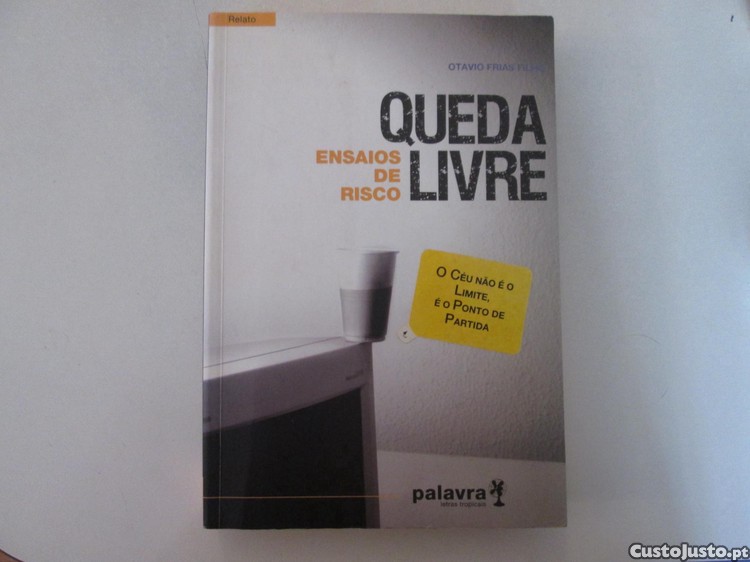 Relato
OTAVIO FRIAS FILHO
QUEDA
LIVRE
ENSAIOS
DE
RISCO
O CÉU NÃO É O
LIMITE,
É O PONTO DE
PARTIDA
palavra
letras tropicais
CustoJusto.pt